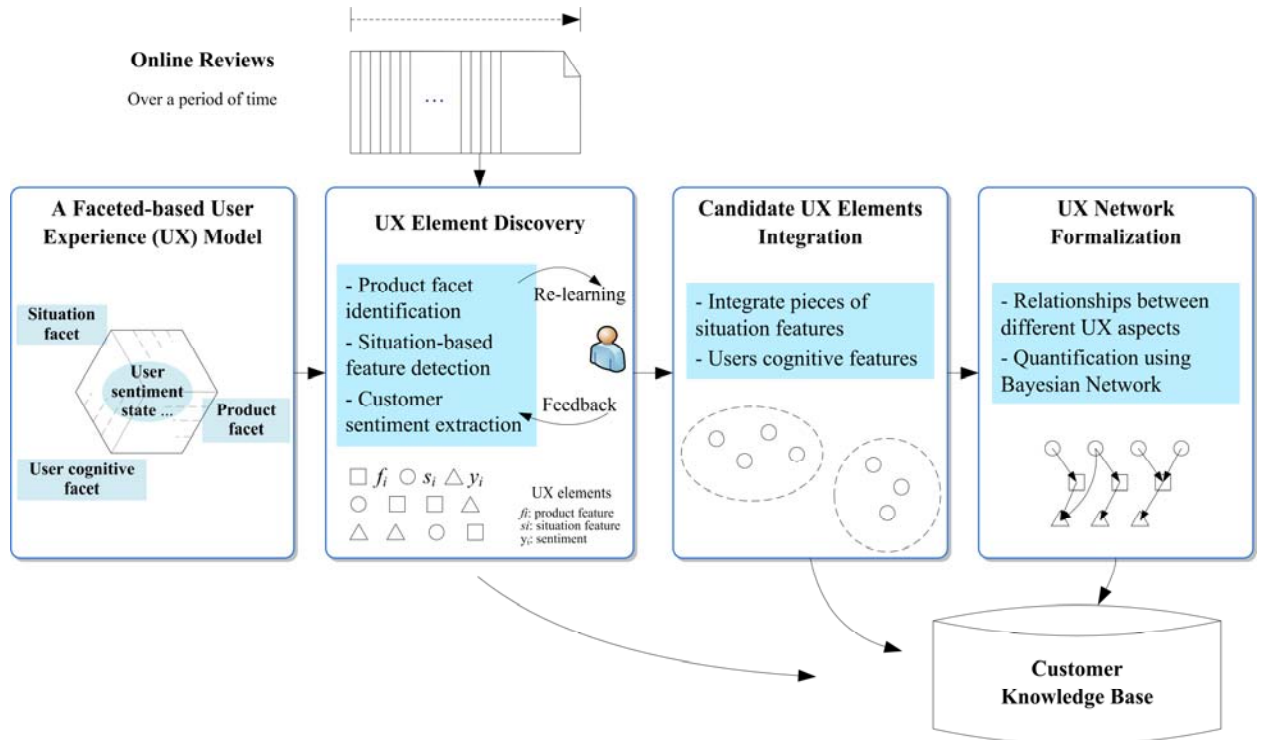 Online Reviews
Over a period of time
...
A Faceted-based User
Experience (UX) Model
Situation
facet
User
sentiment
state ...
Product
facet
User cognitive
facet
UX Element Discovery
- Product facet
identification
- Situation-based
feature detection
- Customer
sentiment extraction
Re-learning
Feedback
fi si yi
UX elements
fi: product feature
si: situation feature
yi: sentiment
Candidate UX Elements
Integration
- Integrate pieces of
situation features
- Users cognitive features
UX Network
Formalization
- Relationships between
different UX aspects
- Quantification using
Bayesian Network
Customer
Knowledge Base